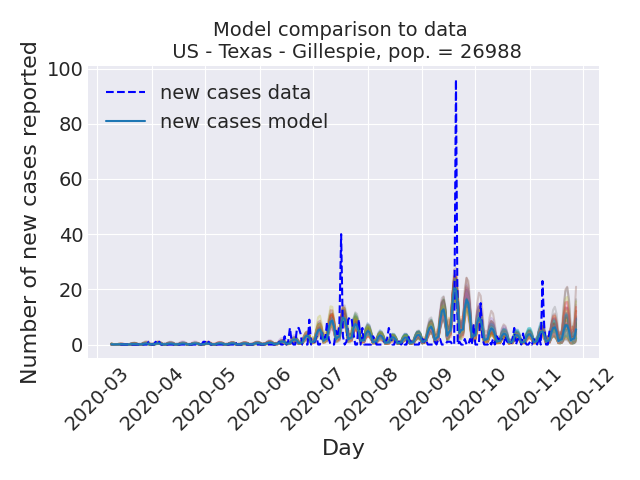 Model comparison to data
US - Texas - Gillespie, pop. = 26988
Number of new cases reported
100
80
60
40
20
0
new cases data
new cases model
2020-03
2020-04
2020-05
2020-06
2020-07
2020-08
2020-09
2020-10
2020-11
2020-12
Day